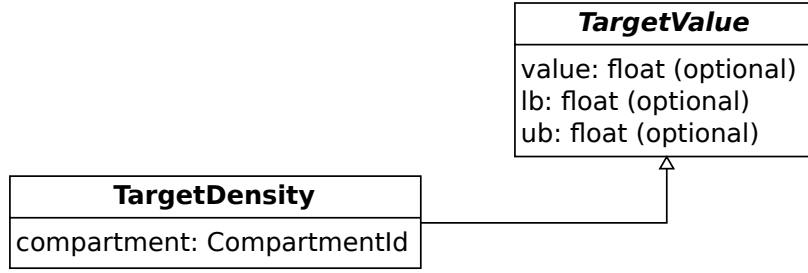 TargetValue
value: float (optional)
lb: float (optional)
ub: float (optional)
TargetDensity
compartment: CompartmentId